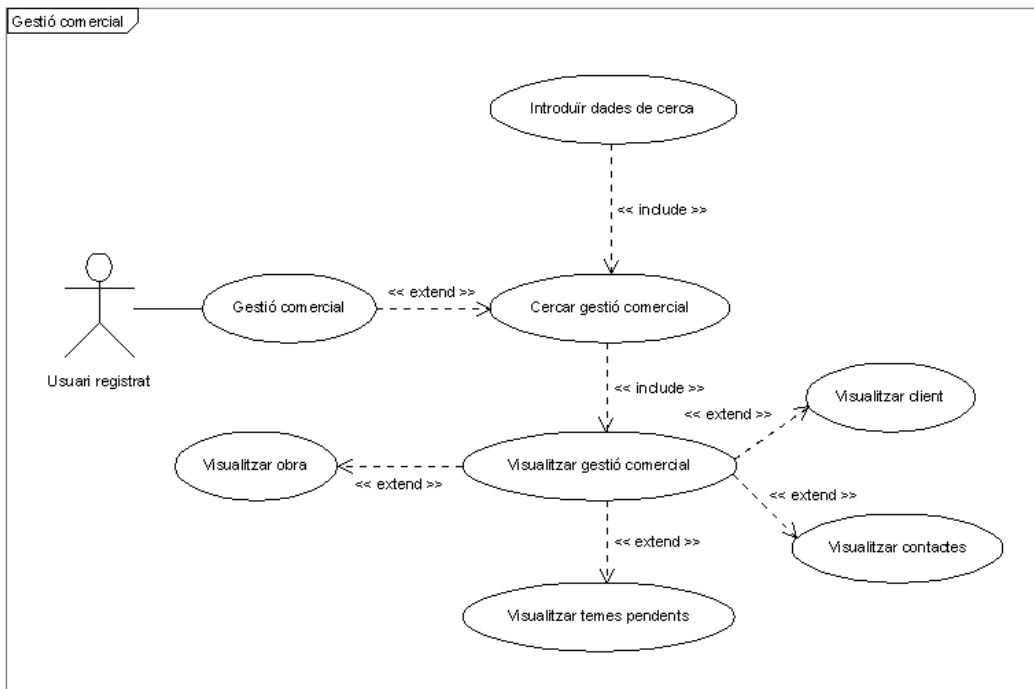 Gestió comercial
Introduïr dades de cerca
<< include >>
<< extend >>
Gestió comercial
Cercar gestió comercial
Usuari registrat
<< include >>
Visualitzar client
<< extend >>
Visualitzar obra
Visualitzar gestió comercial
<< extend >>
<< extend >>
<< extend >>
Visualitzar contactes
Visualitzar temes pendents